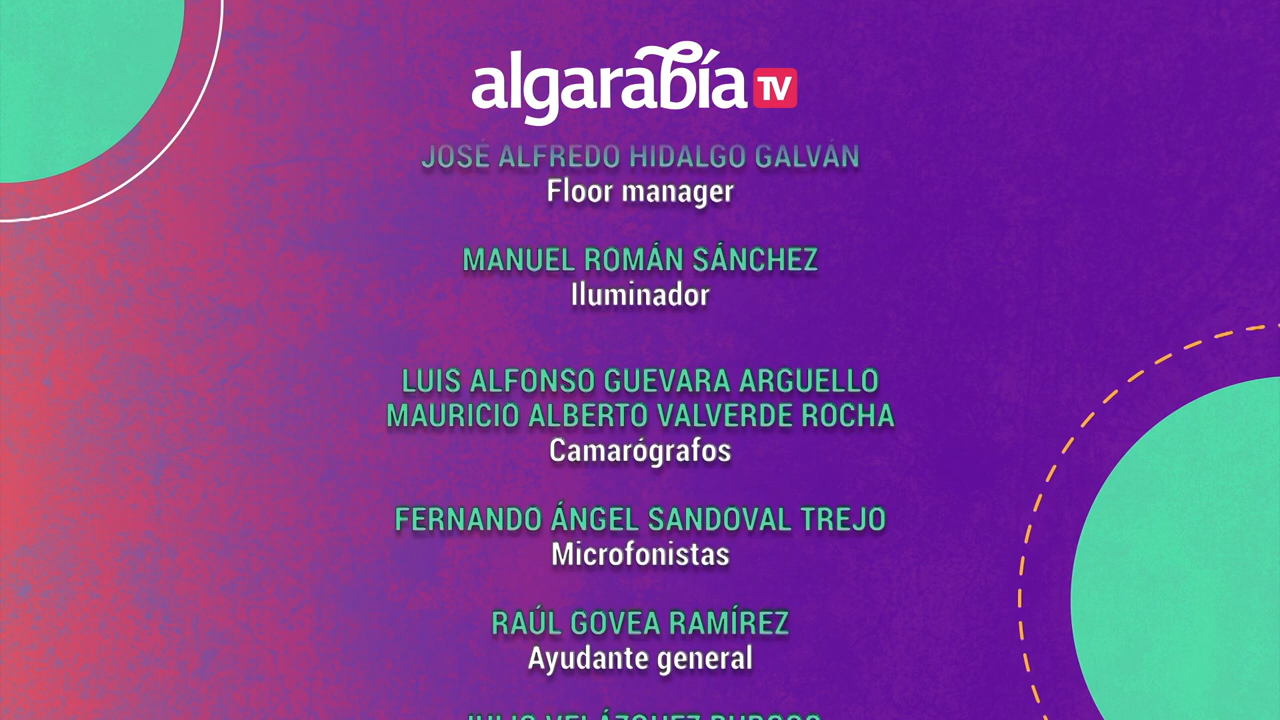 algarabía TV
JOSÉ ALFREDO HIDALGO GALVÁN
Floor manager
MANUEL ROMÁN SÁNCHEZ
Iluminador
LUIS ALFONSO GUEVARA ARGUELLO
MAURICIO ALBERTO VALVERDE ROCHA
Camarógrafos
FERNANDO ÁNGEL SANDOVAL TREJO
Microfonistas
RAÚL GOVEA RAMÍREZ
Ayudante general